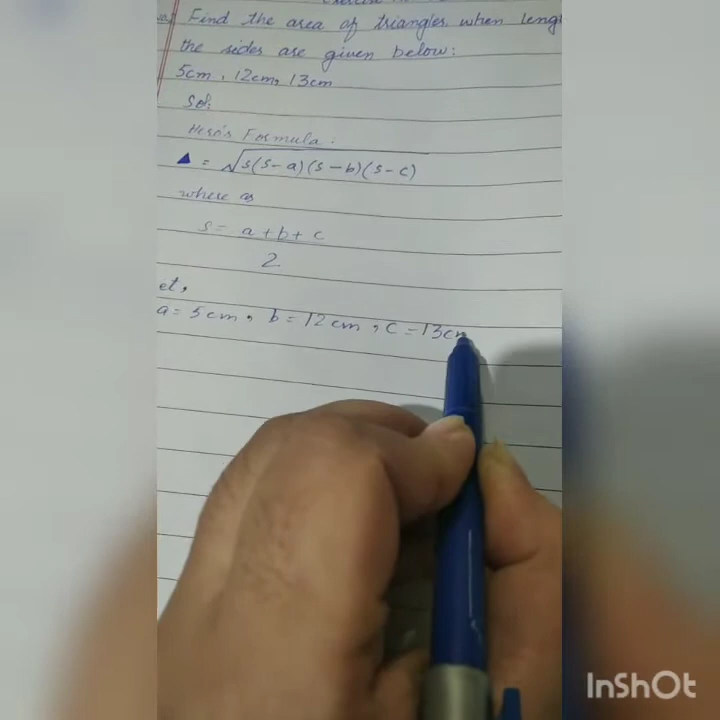 Find the area of triangles. when leng
the sides are given below:
5cm, 12cm, 13cm
Sol:
Hero's Formula:
▲ = √s(s-a)(s-b)(s-c)
where as
s = a+b+c
2
et,
a = 5cm, b = 12cm, c = 13cm
InShOt